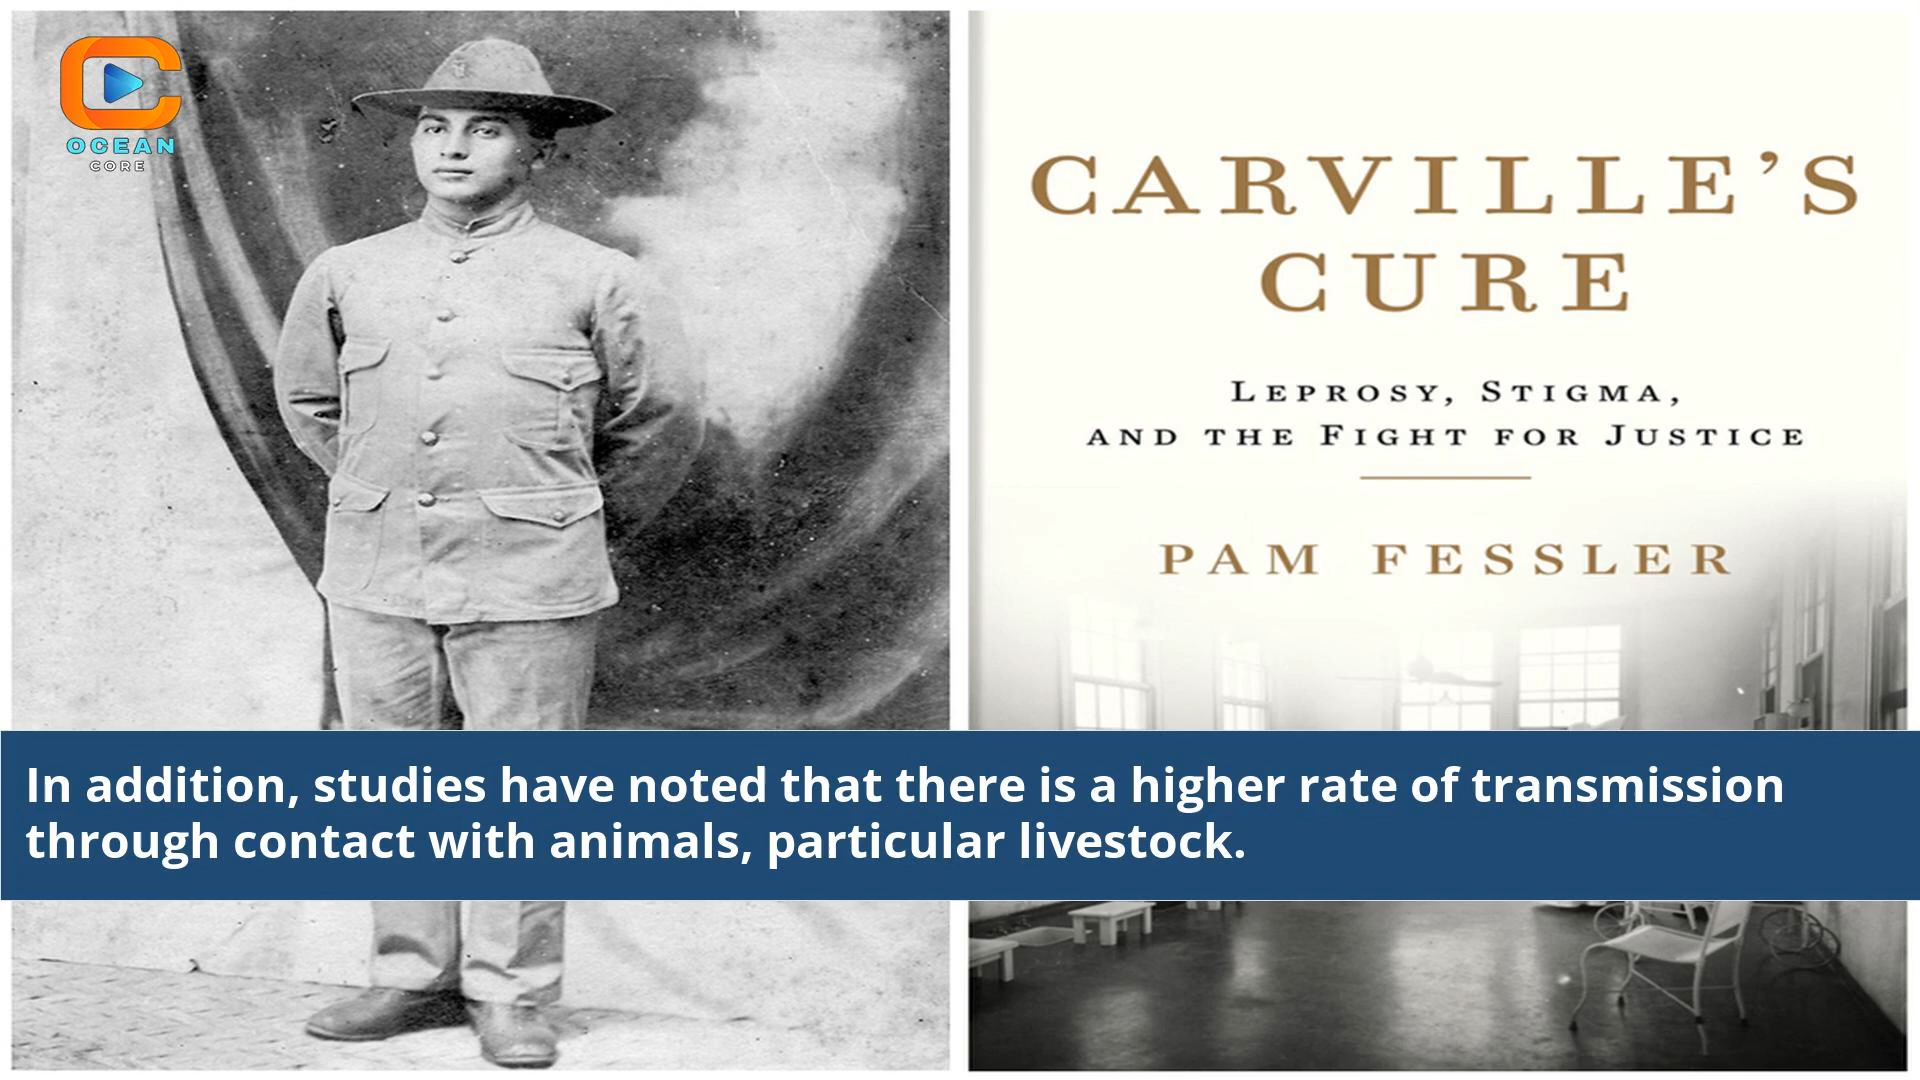 OCEAN
CORE
CARVILLE'S
CURE
LEPROSY, STIGMA,
AND THE FIGHT FOR JUSTICE
PAM FESSLER
In addition, studies have noted that there is a higher rate of transmission
through contact with animals, particular livestock.